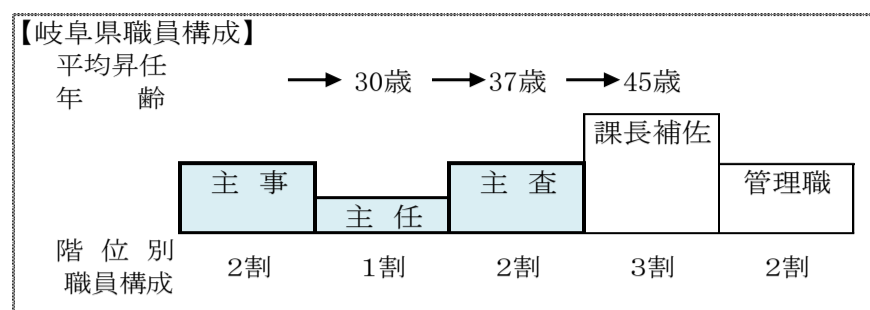 【岐阜県職員構成】
平均昇任
年　齢
30歳
37歳
45歳
主事
主任
主査
課長補佐
管理職
階位別
職員構成
2割
1割
2割
3割
2割